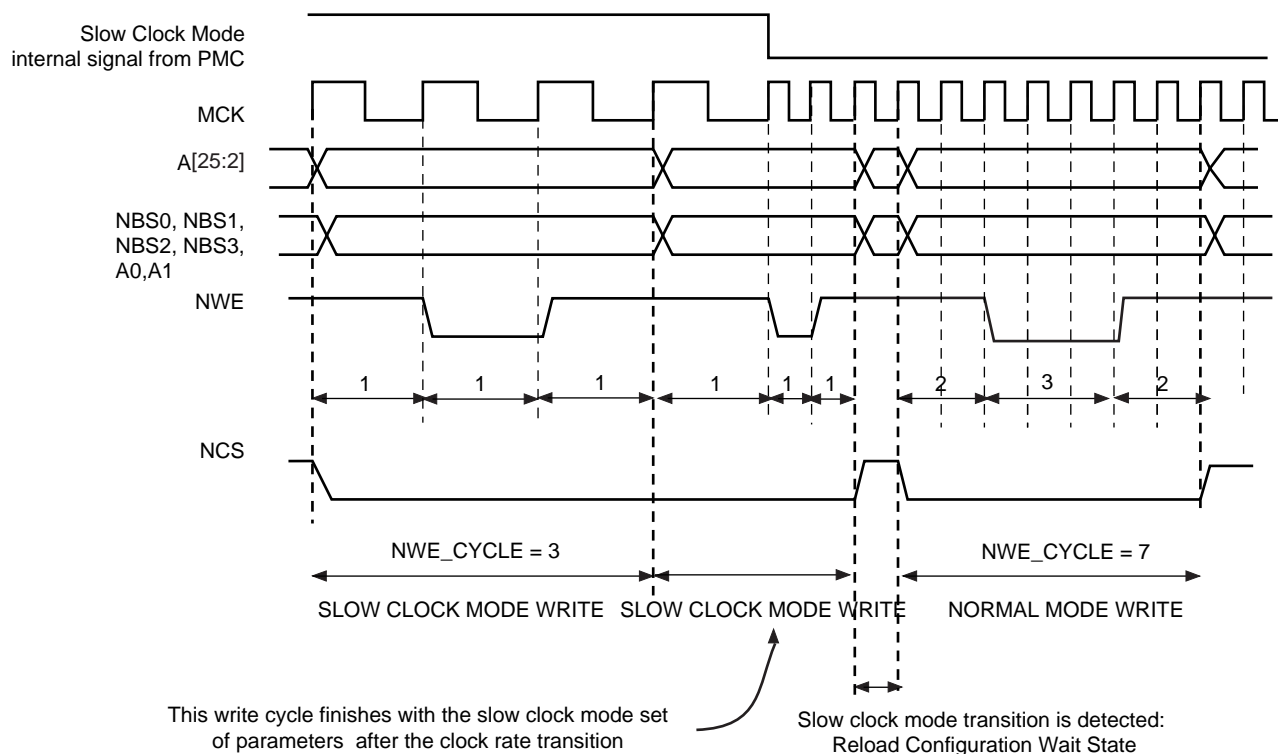 Slow Clock Mode
internal signal from PMC
MCK
A[25:2]
NBS0, NBS1,
NBS2, NBS3,
A0,A1
NWE
1 1 1 1 1 1 2 3 2
NCS
NWE_CYCLE = 3 NWE_CYCLE = 7
SLOW CLOCK MODE WRITE SLOW CLOCK MODE WRITE NORMAL MODE WRITE
This write cycle finishes with the slow clock mode set
of parameters after the clock rate transition
Slow clock mode transition is detected:
Reload Configuration Wait State